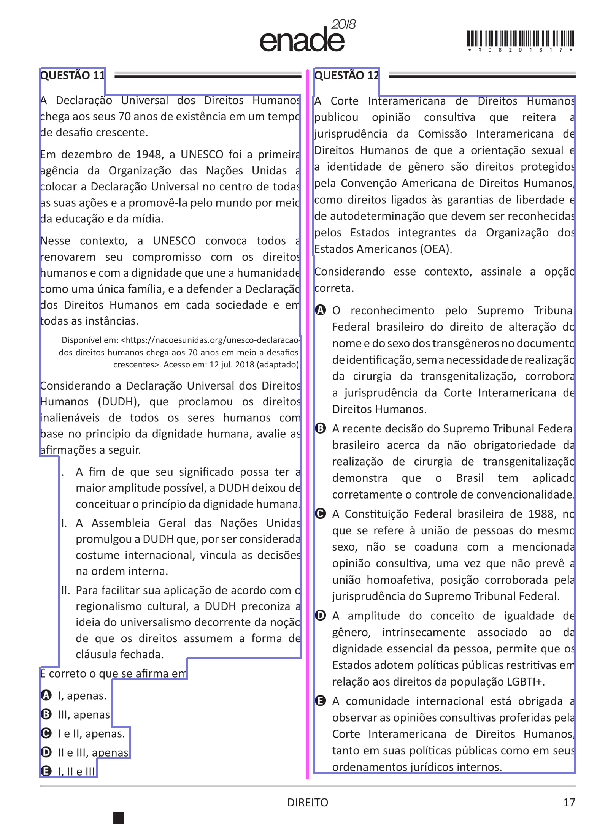 enade 2018
QUESTÃO 11
A Declaração Universal dos Direitos Humanos
chega aos seus 70 anos de existência em um tempo
de desafio crescente.
Em dezembro de 1948, a UNESCO foi a primeira
agência da Organização das Nações Unidas a
colocar a Declaração Universal no centro de todas
as suas ações e a promovê-la pelo mundo por meio
da educação e da mídia.
Nesse contexto, a UNESCO convoca todos a
renovarem seu compromisso com os direitos
humanos e com a dignidade que une a humanidade
como uma única família, e a defender a Declaração
dos Direitos Humanos em cada sociedade e em
todas as instâncias.
Disponível em: <https://nacoesunidas.org/unesco-declaracao-
dos direitos humanos chega aos 70 anos em meio a desafios
crescentes>. Acesso em: 12 jul. 2018 (adaptado)
Considerando a Declaração Universal dos Direitos
Humanos (DUDH), que proclamou os direitos
inalienáveis de todos os seres humanos com
base no princípio da dignidade humana, avalie as
afirmações a seguir.
I. A fim de que seu significado possa ter a
maior amplitude possível, a DUDH deixou de
conceituar o princípio da dignidade humana.
II. A Assembleia Geral das Nações Unidas
promulgou a DUDH que, por ser considerada
costume internacional, vincula as decisões
na ordem interna.
III. Para facilitar sua aplicação de acordo com o
regionalismo cultural, a DUDH preconiza a
ideia do universalismo decorrente da noção
de que os direitos assumem a forma de
cláusula fechada.
É correto o que se afirma em
A I, apenas.
B III, apenas
C I e II, apenas.
D II e III, apenas
E I, II e III
QUESTÃO 12
A Corte Interamericana de Direitos Humanos
publicou opinião consultiva que reitera a
jurisprudência da Comissão Interamericana de
Direitos Humanos de que a orientação sexual e
a identidade de gênero são direitos protegidos
pela Convenção Americana de Direitos Humanos,
como direitos ligados às garantias de liberdade e
de autodeterminação que devem ser reconhecidas
pelos Estados integrantes da Organização dos
Estados Americanos (OEA).
Considerando esse contexto, assinale a opção
correta.
A O reconhecimento pelo Supremo Tribunal
Federal brasileiro do direito de alteração do
nome e do sexo dos transgêneros no documento
de identificação, sem a necessidade de realização
da cirurgia da transgenitalização, corrobora
a jurisprudência da Corte Interamericana de
Direitos Humanos.
B A recente decisão do Supremo Tribunal Federal
brasileiro acerca da não obrigatoriedade da
realização de cirurgia de transgenitalização
demonstra que o Brasil tem aplicado
corretamente o controle de convencionalidade.
C A Constituição Federal brasileira de 1988, no
que se refere à união de pessoas do mesmo
sexo, não se coaduna com a mencionada
opinião consultiva, uma vez que não prevê a
união homoafetiva, posição corroborada pela
jurisprudência do Supremo Tribunal Federal.
D A amplitude do conceito de igualdade de
gênero, intrinsecamente associado ao da
dignidade essencial da pessoa, permite que os
Estados adotem políticas públicas restritivas em
relação aos direitos da população LGBTI+.
E A comunidade internacional está obrigada a
observar as opiniões consultivas proferidas pela
Corte Interamericana de Direitos Humanos,
tanto em suas políticas públicas como em seus
ordenamentos jurídicos internos.
DIREITO
17